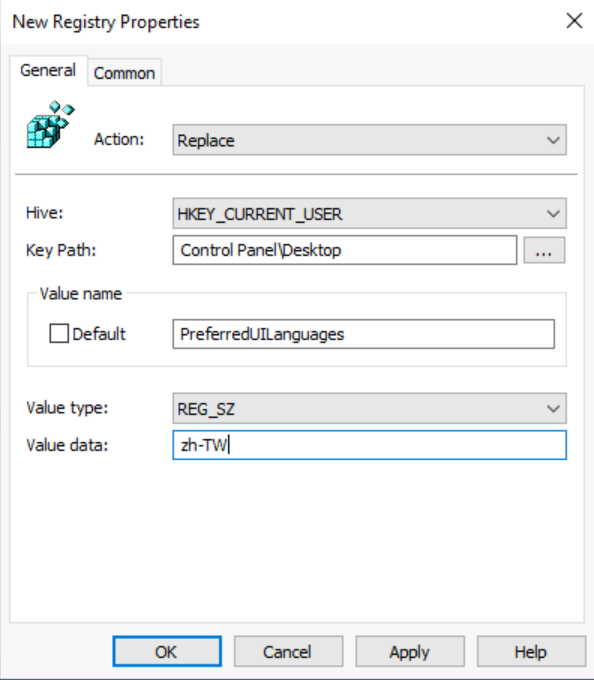 New Registry Properties
General
Common
Action:
Replace
Hive:
HKEY_CURRENT_USER
Key Path:
Control Panel\Desktop
...
Value name
Default
PreferredUILanguages
Value type:
REG_SZ
Value data:
zh-TW
OK
Cancel
Apply
Help